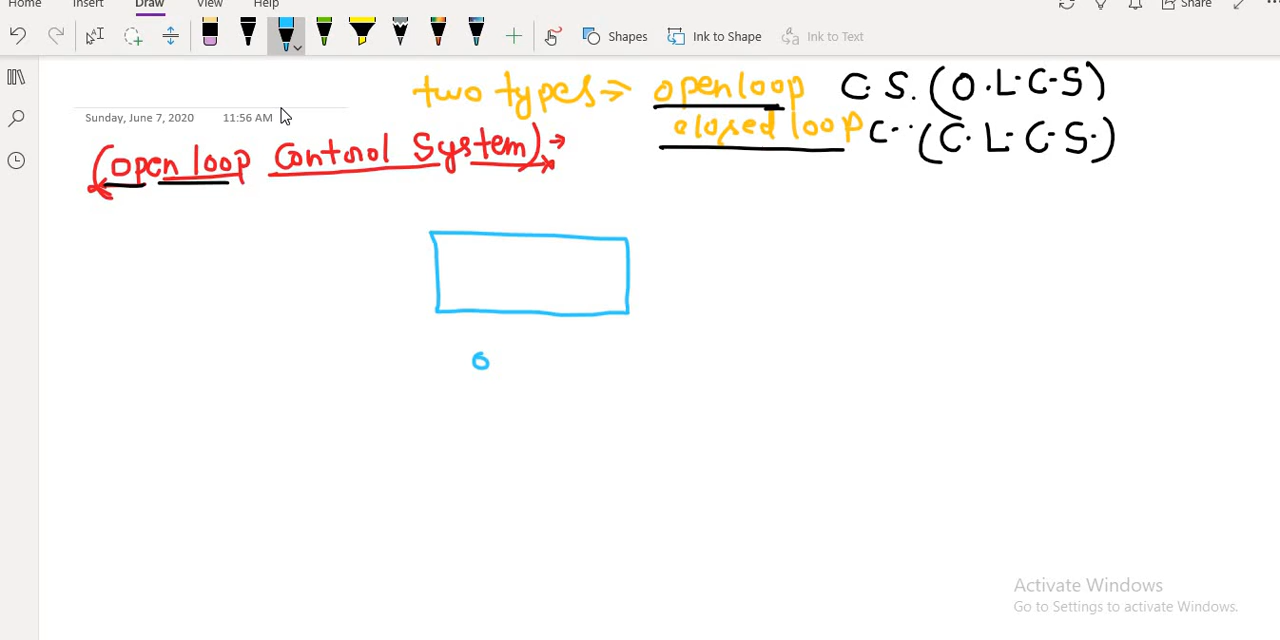 Home Insert Draw View Help Share
Shapes Ink to Shape Ink to Text
two types → openloop C. S. (O.L.C.S)
closed loop C.. (C.L.C.S.)
Sunday, June 7, 2020 11:56 AM
(open loop Control System) →
o
Activate Windows
Go to Settings to activate Windows.